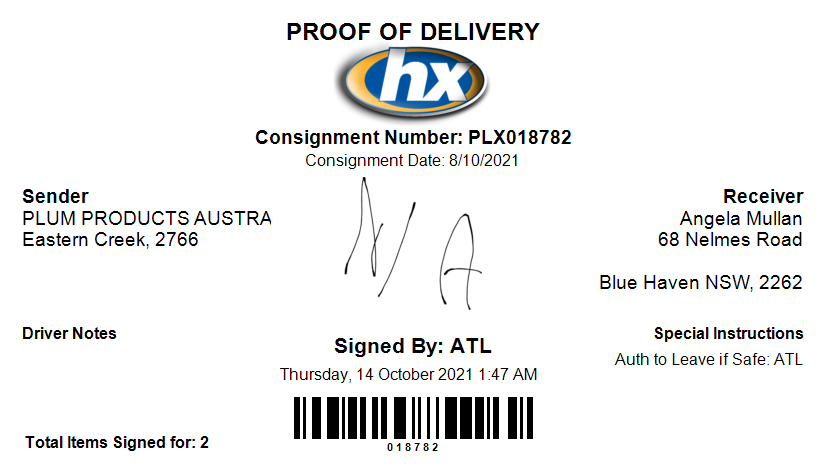 PROOF OF DELIVERY
hx
Consignment Number: PLX018782
Consignment Date: 8/10/2021
Sender
PLUM PRODUCTS AUSTRA
Eastern Creek, 2766
N/A
Receiver
Angela Mullan
68 Nelmes Road
Blue Haven NSW, 2262
Driver Notes
Signed By: ATL
Thursday, 14 October 2021 1:47 AM
Special Instructions
Auth to Leave if Safe: ATL
Total Items Signed for: 2
018782